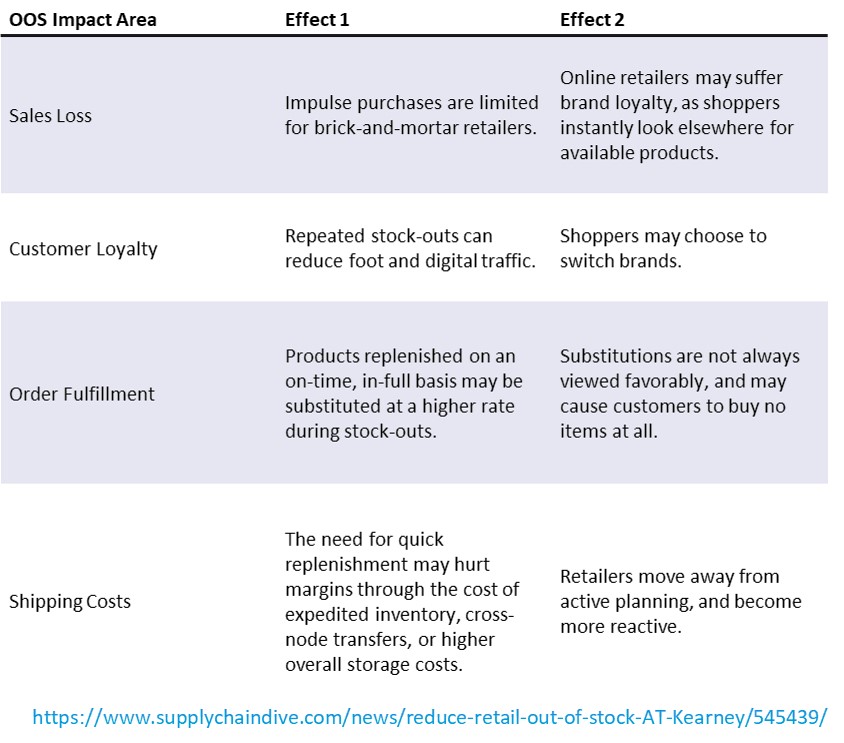 OOS Impact Area Effect 1 Effect 2
Sales Loss
Impulse purchases are limited
for brick-and-mortar retailers.
Online retailers may suffer
brand loyalty, as shoppers
instantly look elsewhere for
available products.
Customer Loyalty
Repeated stock-outs can
reduce foot and digital traffic.
Shoppers may choose to
switch brands.
Order Fulfillment
Products replenished on an
on-time, in-full basis may be
substituted at a higher rate
during stock-outs.
Substitutions are not always
viewed favorably, and may
cause customers to buy no
items at all.
Shipping Costs
The need for quick
replenishment may hurt
margins through the cost of
expedited inventory, cross-
node transfers, or higher
overall storage costs.
Retailers move away from
active planning, and become
more reactive.
https://www.supplychaindive.com/news/reduce-retail-out-of-stock-AT-Kearney/545439/